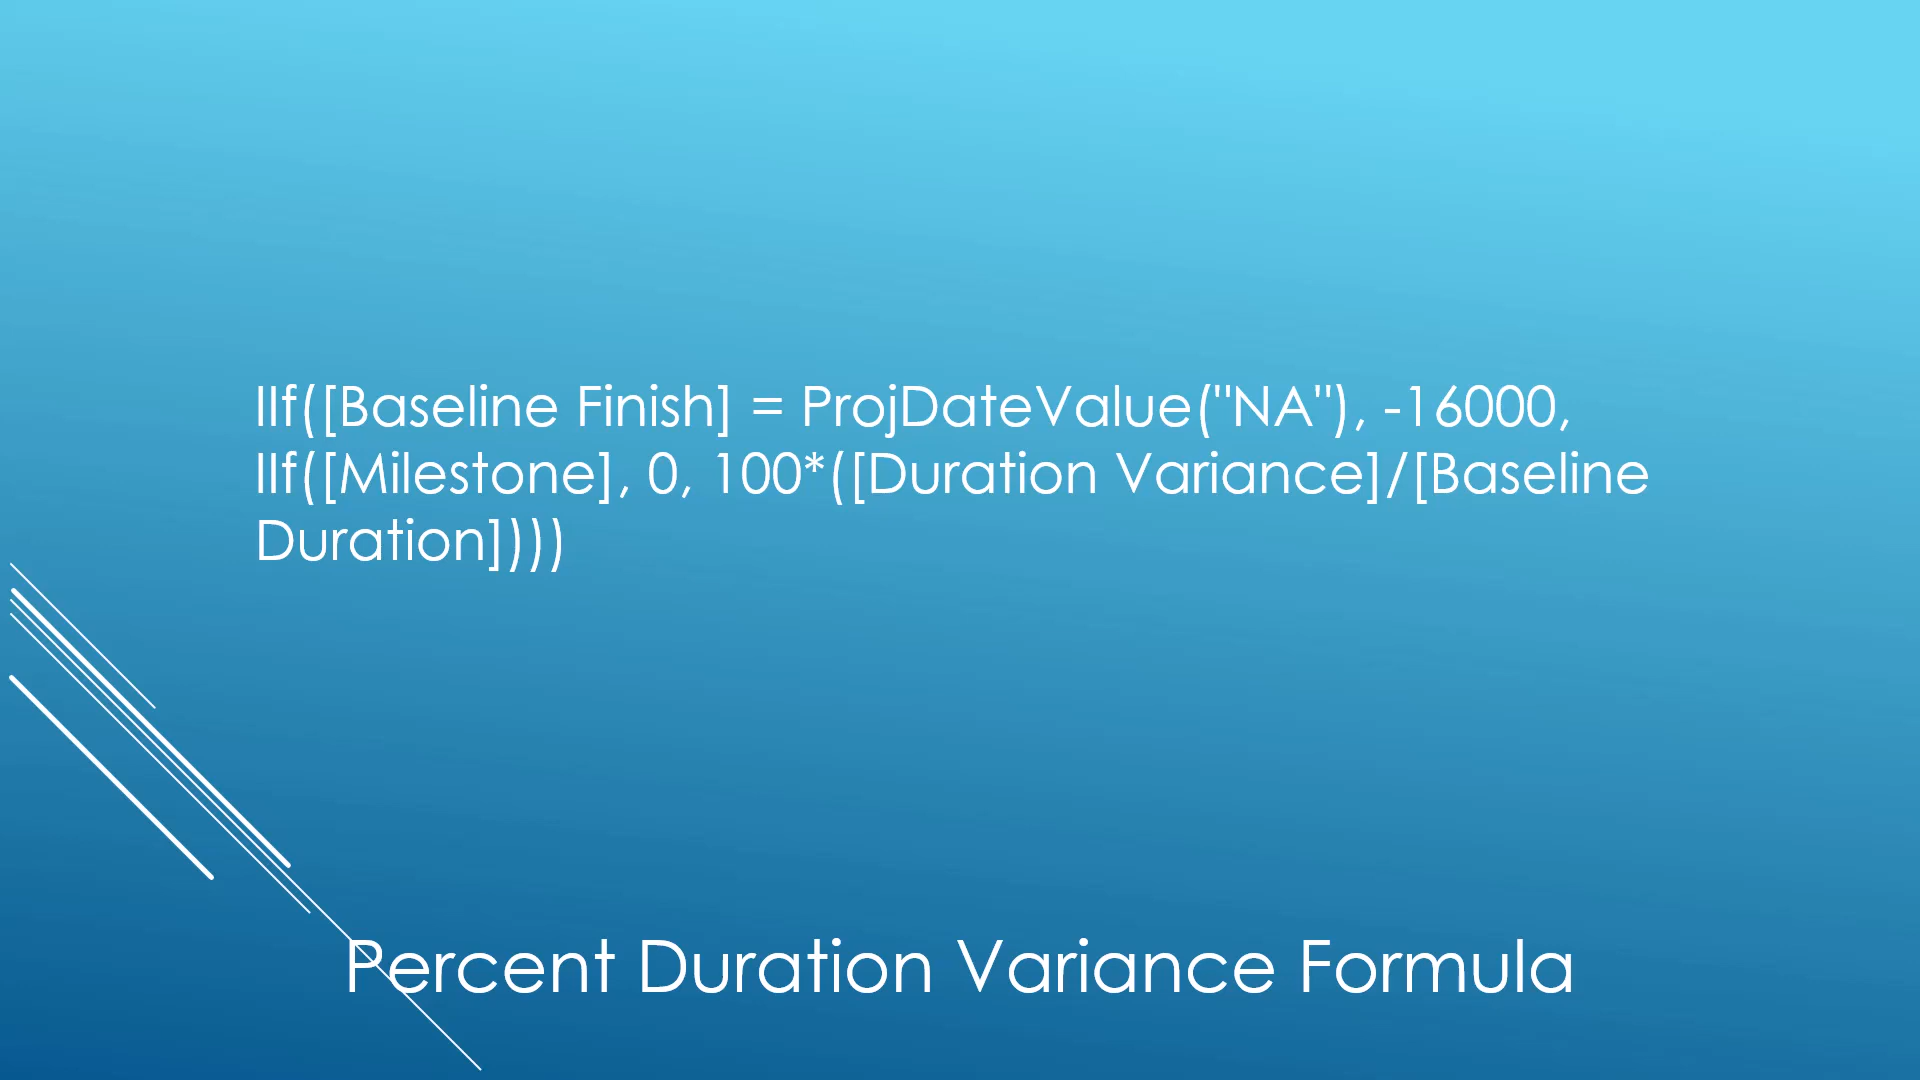 IIf([Baseline Finish] = ProjDateValue("NA"), -16000,
IIf([Milestone], 0, 100*([Duration Variance]/[Baseline
Duration])))
Percent Duration Variance Formula